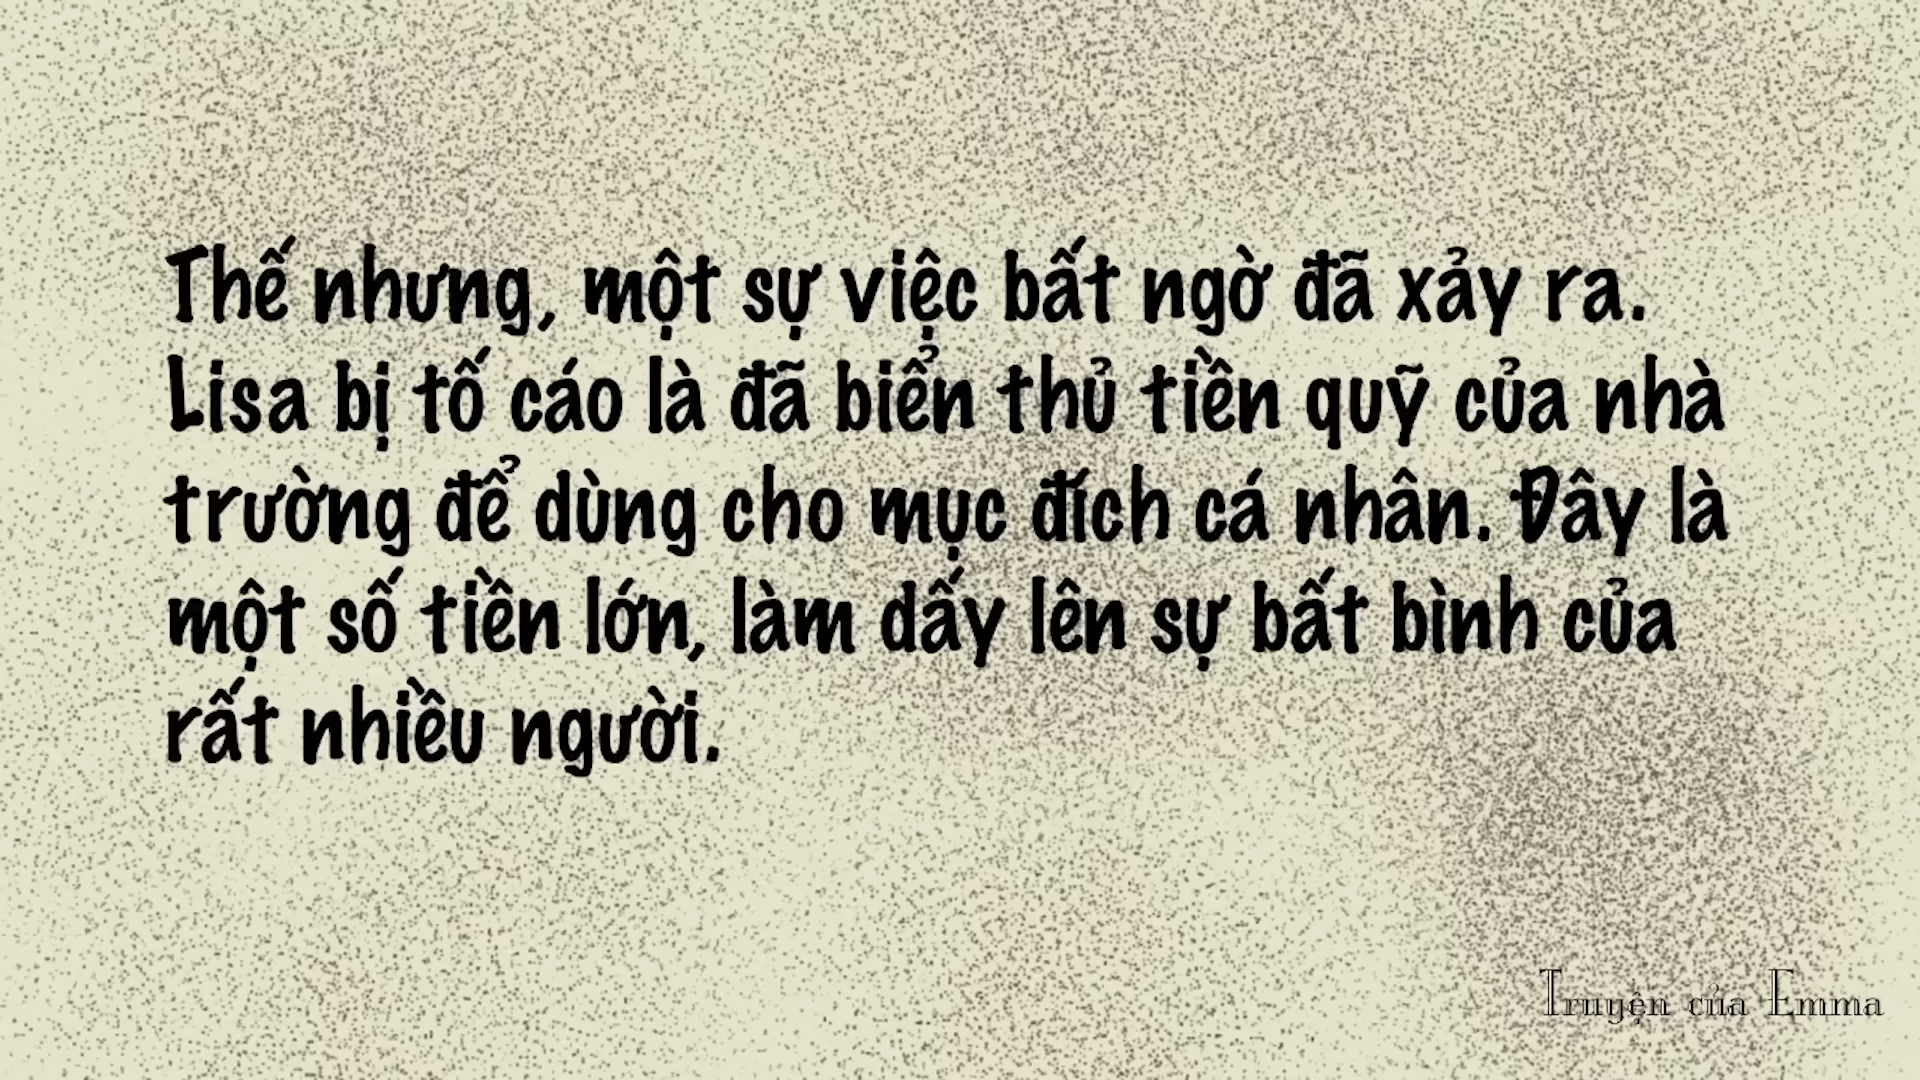 Thế nhưng, một sự việc bất ngờ đã xảy ra.
Lisa bị tố cáo là đã biển thủ tiền quỹ của nhà
trường để dùng cho mục đích cá nhân. Đây là
một số tiền lớn, làm dấy lên sự bất bình của
rất nhiều người.
Truyện của Emma